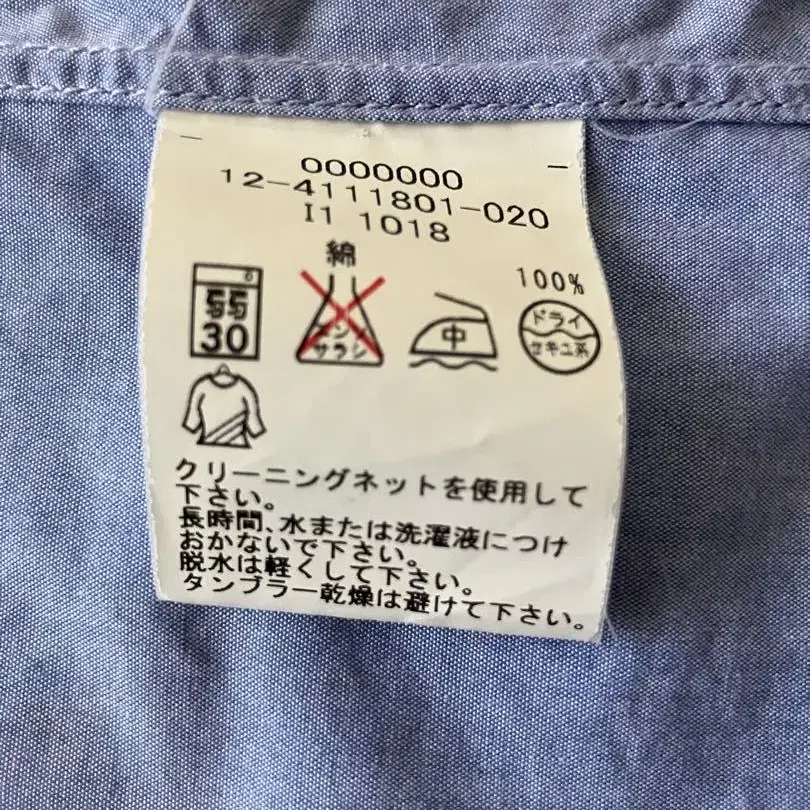 0000000
12-4111801-020
I1 1018
綿 100%
弱
30
エンソ
サラシ
中
ドライ
セキユ系
クリーニングネットを使用して
下さい。
長時間、水または洗濯液につけ
おかないで下さい。
脱水は軽くして下さい。
タンブラー乾燥は避けて下さい。